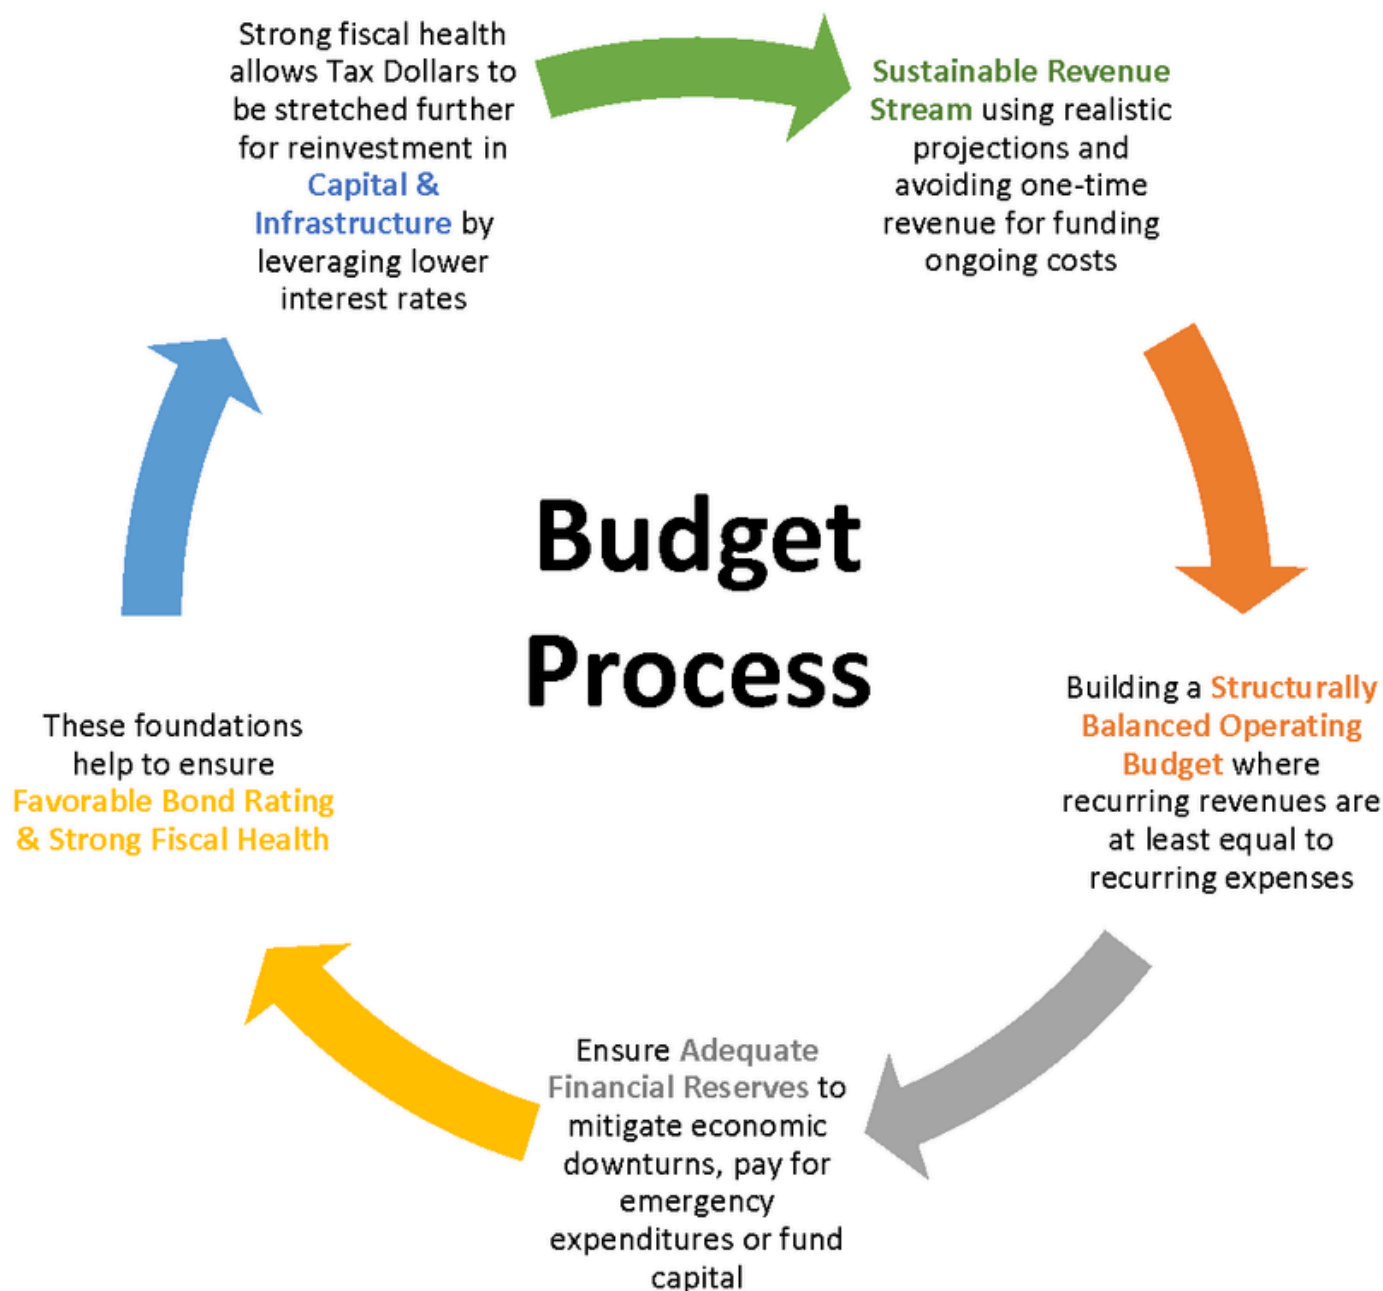 Strong fiscal health
allows Tax Dollars to
be stretched further
for reinvestment in
Capital &
Infrastructure by
leveraging lower
interest rates
Sustainable Revenue
Stream using realistic
projections and
avoiding one-time
revenue for funding
ongoing costs
Budget
Process
Building a Structurally
Balanced Operating
Budget where
recurring revenues are
at least equal to
recurring expenses
Ensure Adequate
Financial Reserves to
mitigate economic
downturns, pay for
emergency
expenditures or fund
capital
These foundations
help to ensure
Favorable Bond Rating
& Strong Fiscal Health